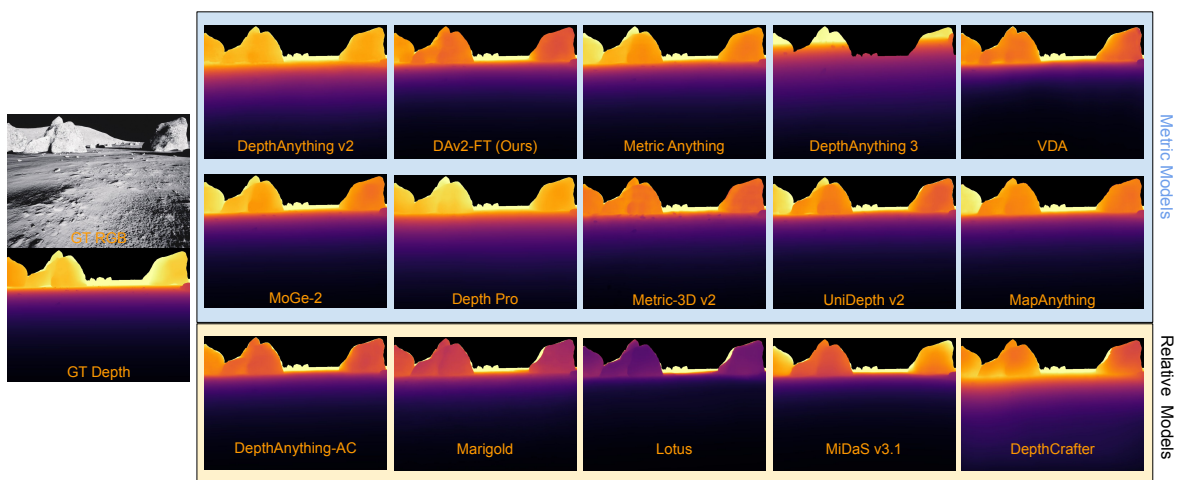 GT RGB
GT Depth
DepthAnything v2
DAv2-FT (Ours)
Metric Anything
DepthAnything 3
VDA
MoGe-2
Depth Pro
Metric-3D v2
UniDepth v2
MapAnything
Metric Models
DepthAnything-AC
Marigold
Lotus
MiDaS v3.1
DepthCrafter
Relative Models